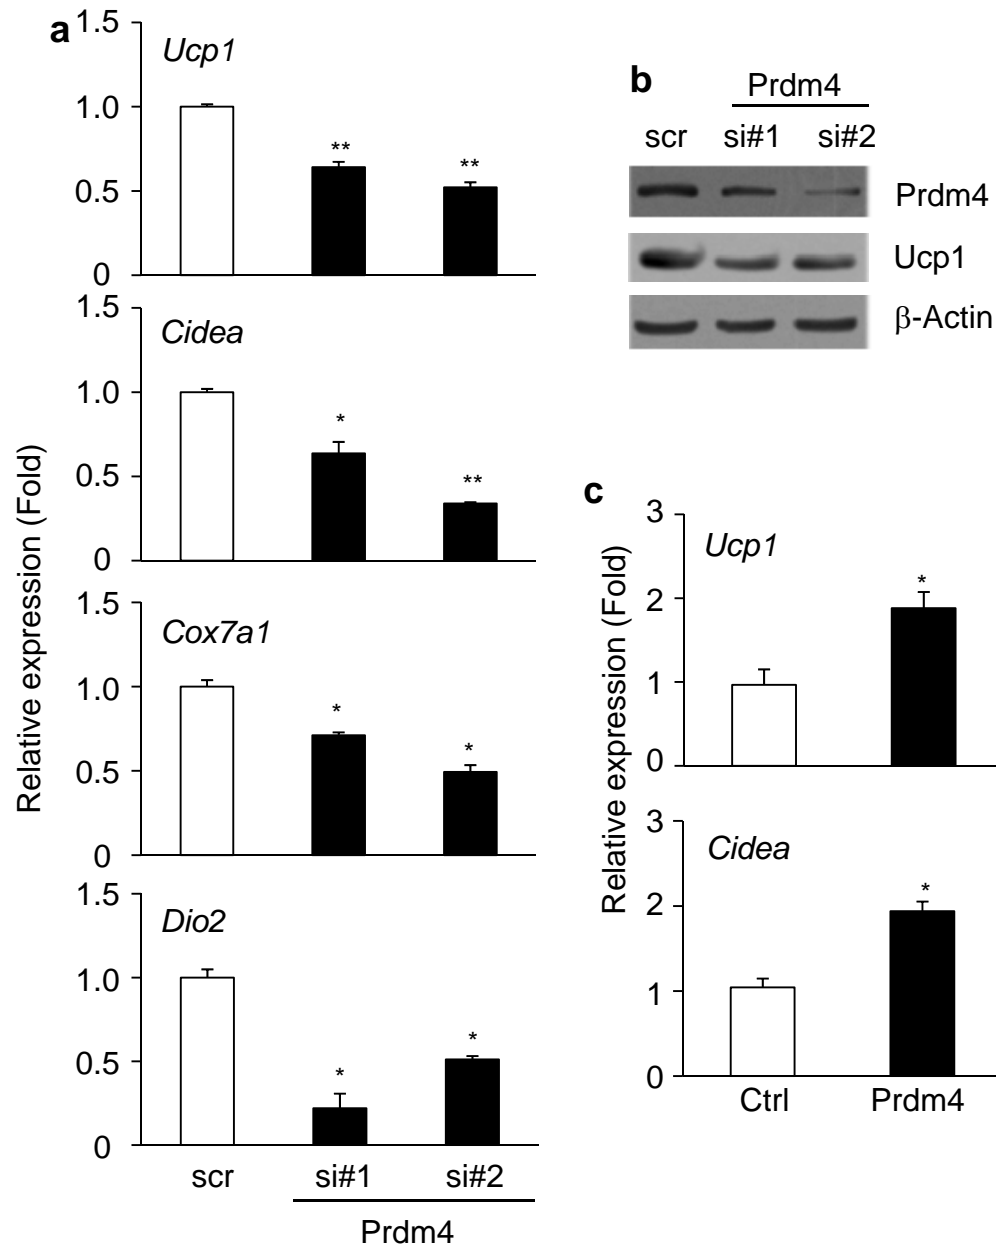 a
Relative expression (Fold)
1.5
Ucp1
1.0
**
**
0.5
0
1.5
Cidea
1.0
*
**
0.5
0
1.5
Cox7a1
1.0
*
*
0.5
0
1.5
Dio2
1.0
*
*
0.5
0
scr si#1 si#2
Prdm4
b
Prdm4
scr si#1 si#2
Prdm4
Ucp1
β-Actin
c
Relative expression (Fold)
3
Ucp1
*
2
1
0
3
Cidea
*
2
1
0
Ctrl Prdm4